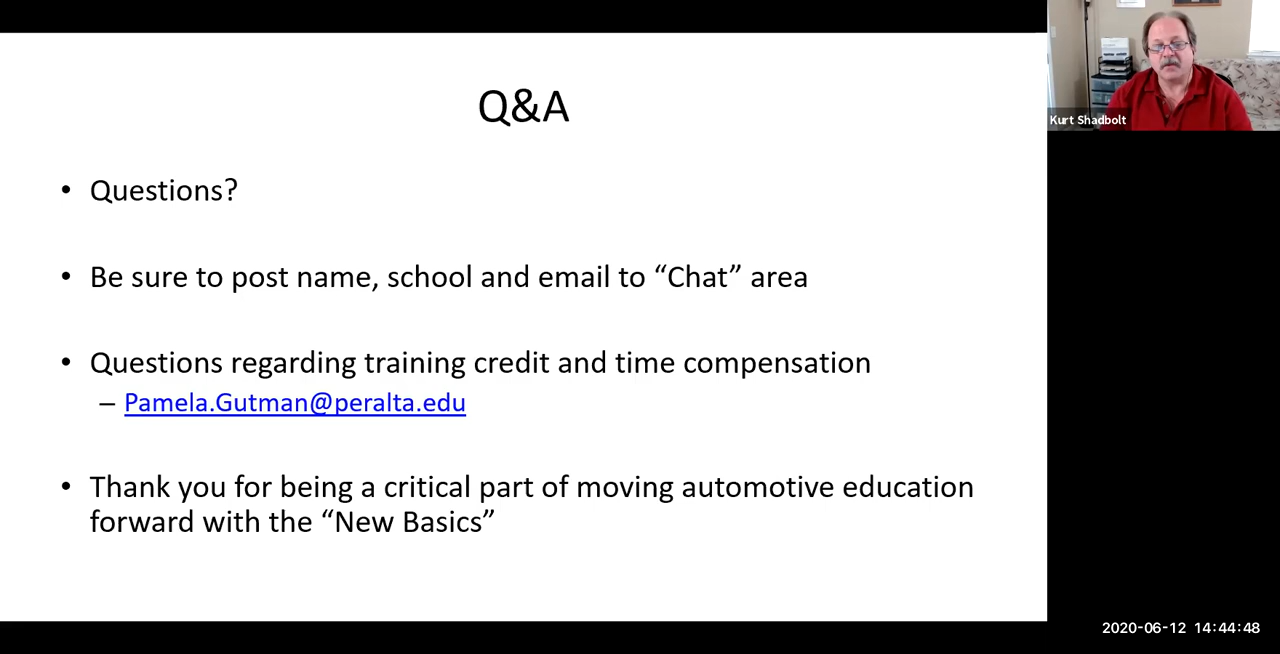 Q&A
• Questions?
• Be sure to post name, school and email to “Chat” area
• Questions regarding training credit and time compensation
– Pamela.Gutman@peralta.edu
• Thank you for being a critical part of moving automotive education
forward with the “New Basics”
Kurt Shadbolt
2020-06-12 14:44:48